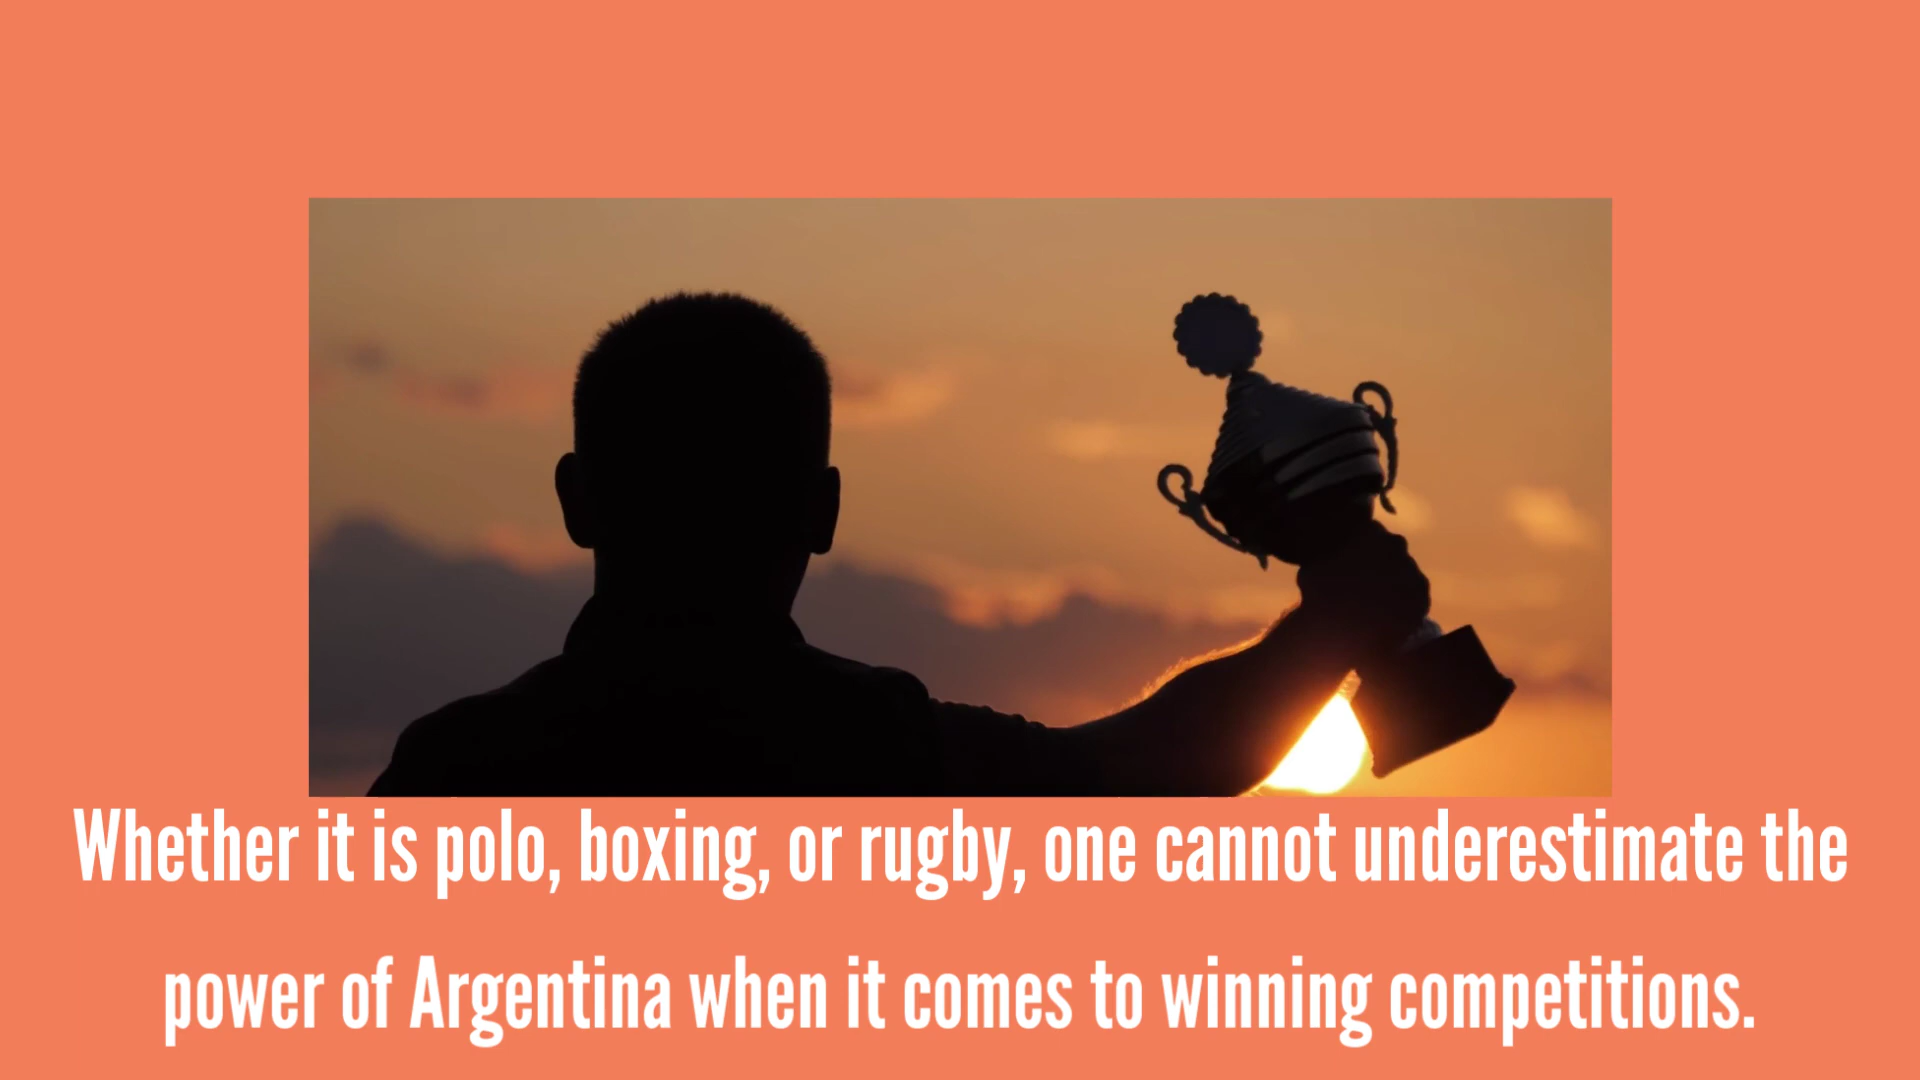 Whether it is polo, boxing, or rugby, one cannot underestimate the
power of Argentina when it comes to winning competitions.